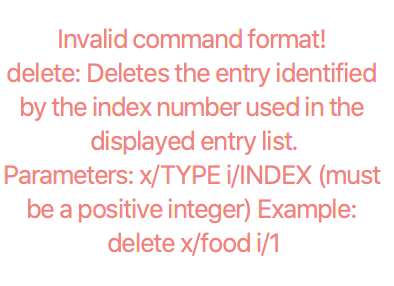 Invalid command format!
delete: Deletes the entry identified
by the index number used in the
displayed entry list.
Parameters: x/TYPE i/INDEX (must
be a positive integer) Example:
delete x/food i/1